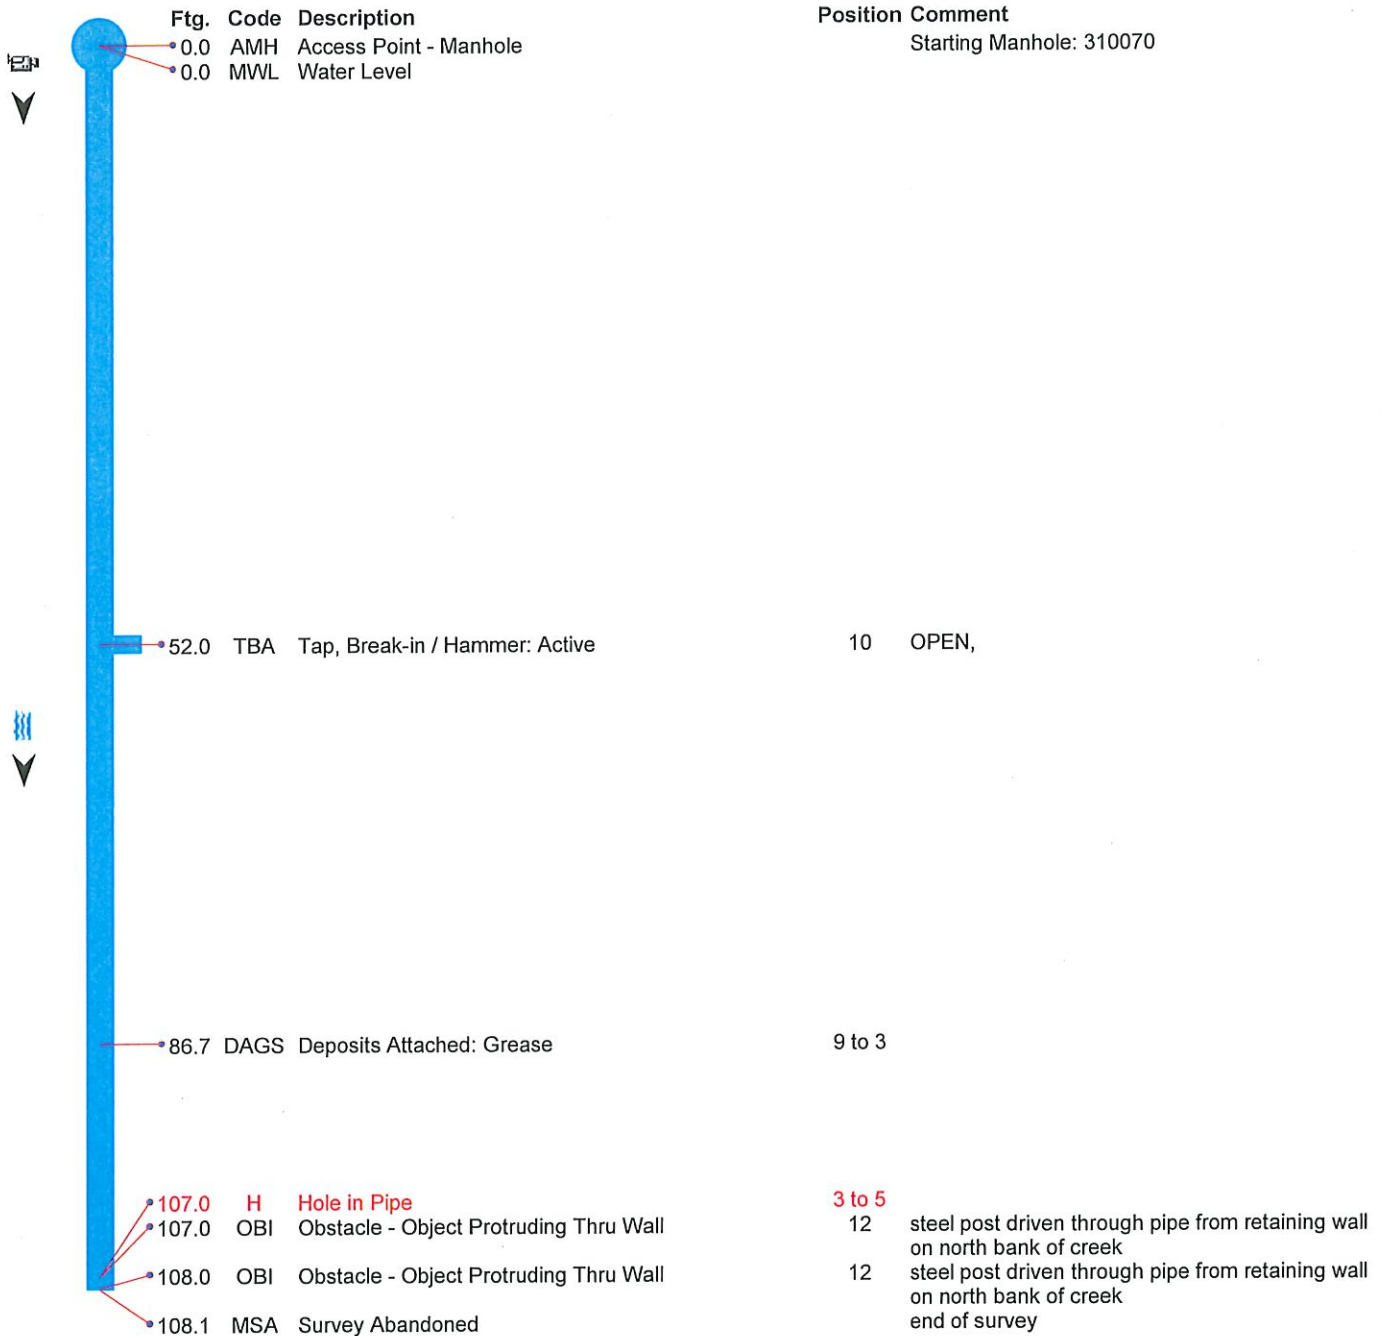 Ftg. Code Description Position Comment
0.0 AMH Access Point - Manhole Starting Manhole: 310070
0.0 MWL Water Level
52.0 TBA Tap, Break-in / Hammer: Active 10 OPEN,
86.7 DAGS Deposits Attached: Grease 9 to 3
107.0 H Hole in Pipe 3 to 5
107.0 OBI Obstacle - Object Protruding Thru Wall 12 steel post driven through pipe from retaining wall
on north bank of creek
108.0 OBI Obstacle - Object Protruding Thru Wall 12 steel post driven through pipe from retaining wall
on north bank of creek
108.1 MSA Survey Abandoned end of survey